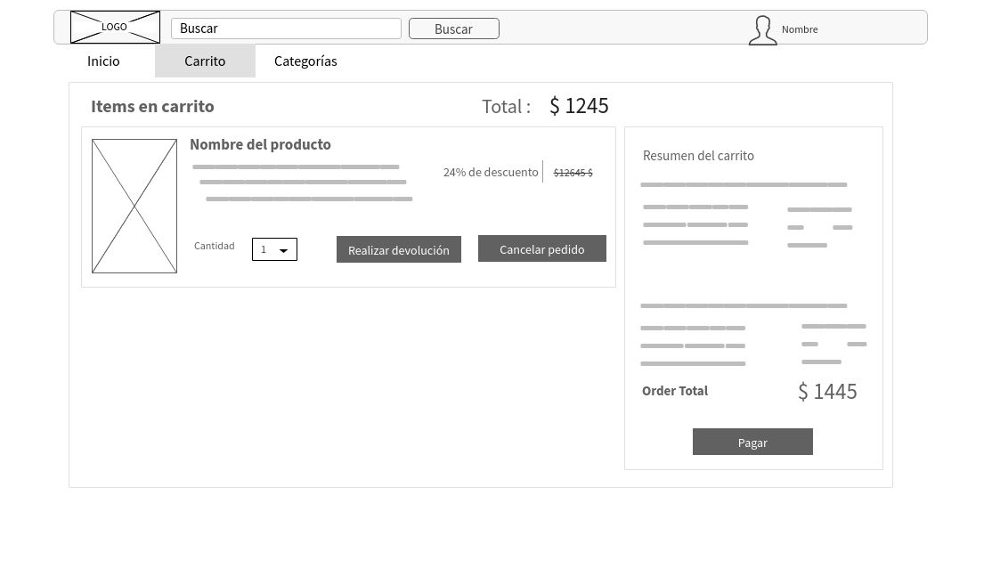 LOGO
Buscar
Buscar
Nombre
Inicio
Carrito
Categorías
Items en carrito
Total :
$ 1245
Nombre del producto
24% de descuento
$12645 $
Cantidad
1
Realizar devolución
Cancelar pedido
Resumen del carrito
Order Total
$ 1445
Pagar